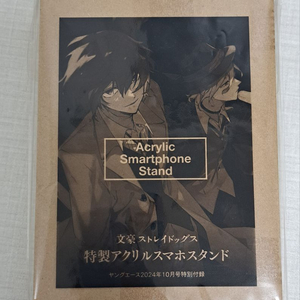 Acrylic
Smartphone
Stand
文豪ストレイドッグス
特製アクリルスマホスタンド
ヤングエース2024年10月号特別付録